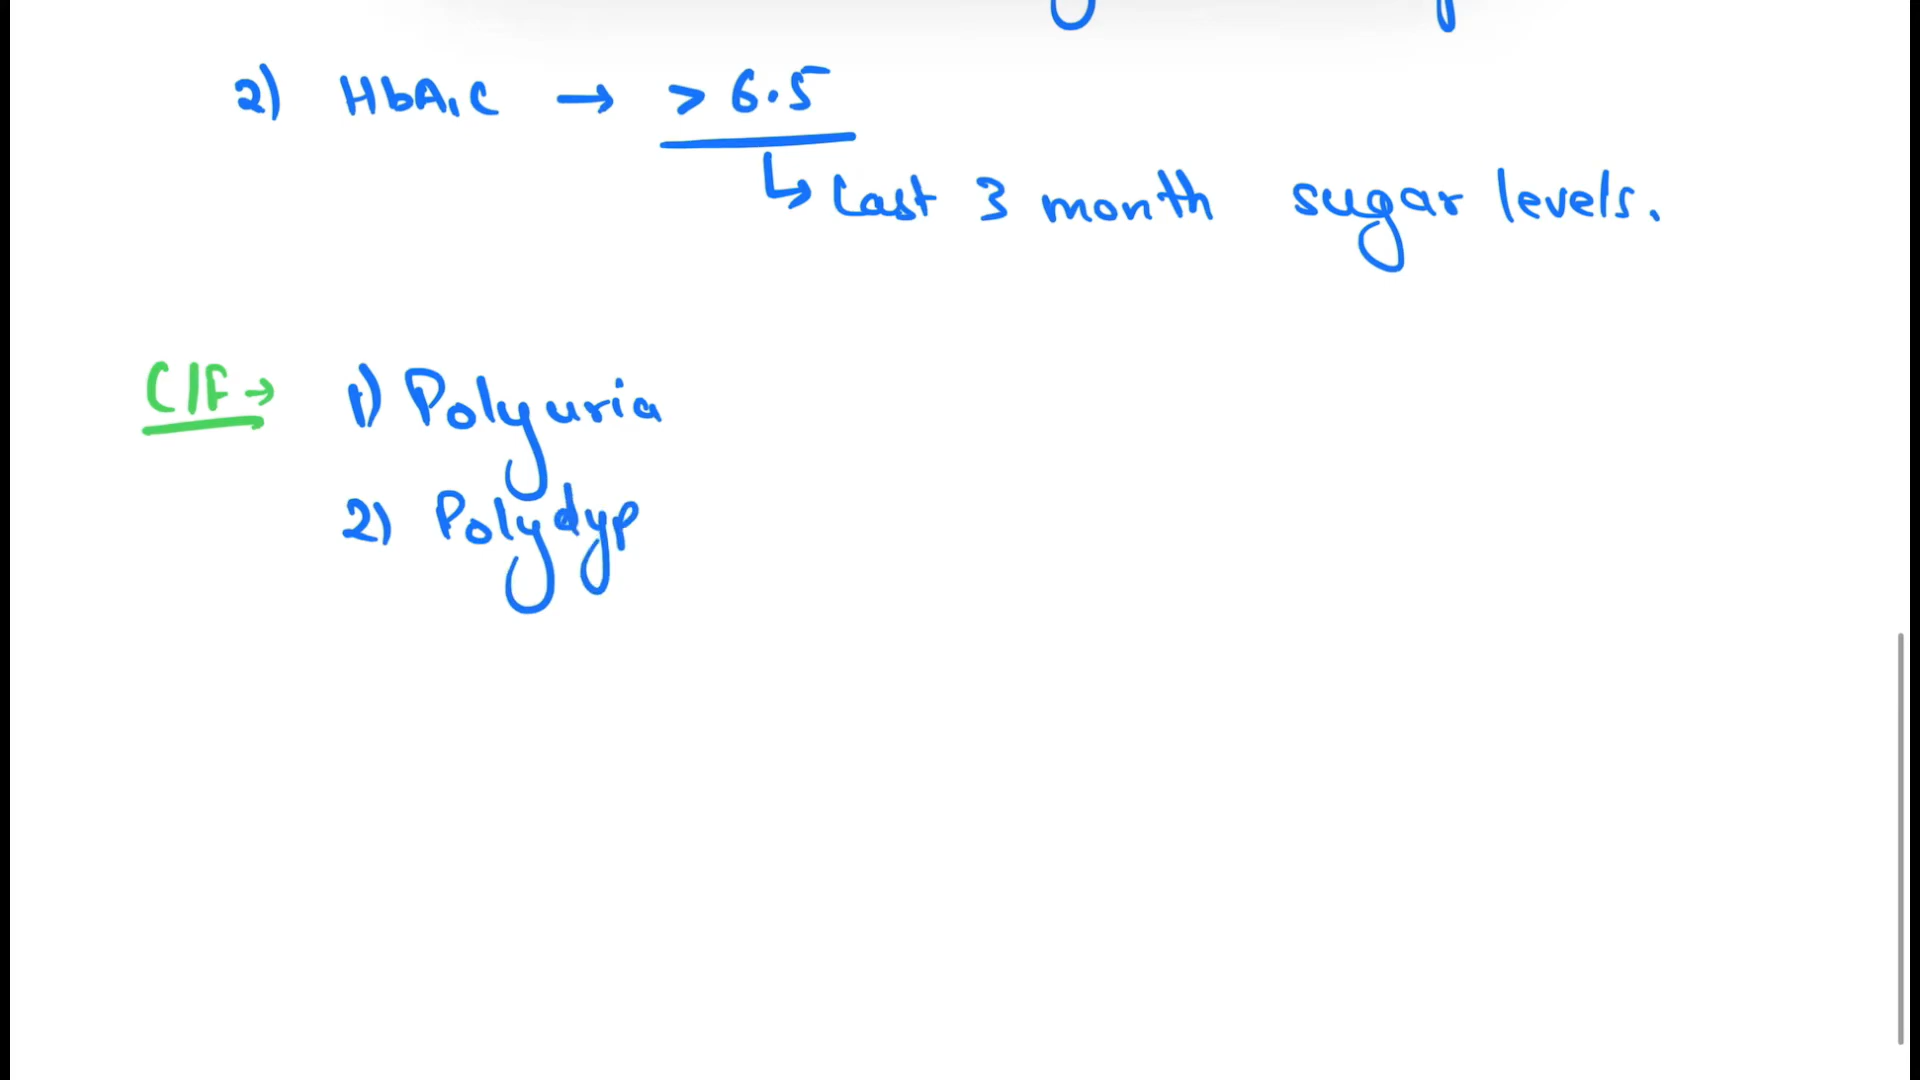 2) HbA1C → > 6.5
↳ Last 3 month sugar levels.
C/F → 1) Polyuria
2) Polydyp